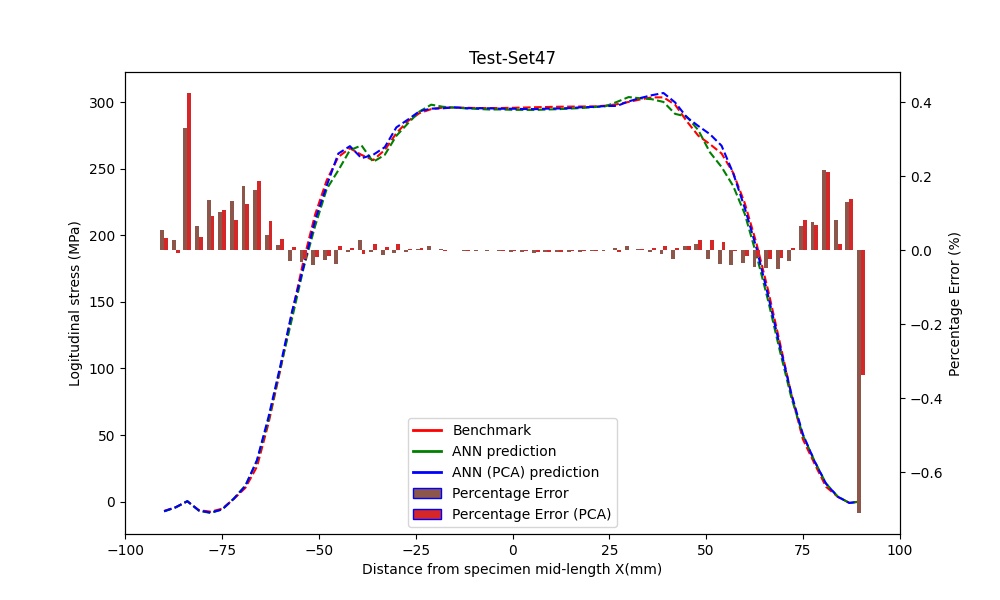 Test-Set47
Logitudinal stress (MPa)
300
250
200
150
100
50
0
0.4
0.2
0.0
−0.2
−0.4
−0.6
Percentage Error (%)
Benchmark
ANN prediction
ANN (PCA) prediction
Percentage Error
Percentage Error (PCA)
−100
−75
−50
−25
0
25
50
75
100
Distance from specimen mid-length X(mm)